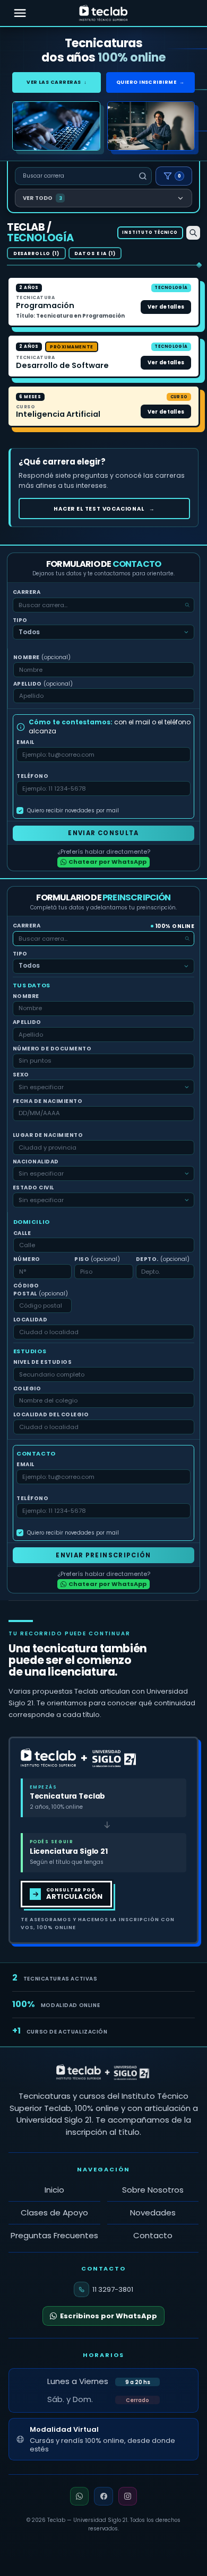 teclab
INSTITUTO TÉCNICO SUPERIOR
Tecnicaturas
dos años 100% online
VER LAS CARRERAS ↓
QUIERO INSCRIBIRME →
Buscar carrera
0
VER TODO 3
TECLAB /
TECNOLOGÍA
INSTITUTO TÉCNICO
DESARROLLO (1)
DATOS E IA (1)
2 AÑOS
TECNOLOGÍA
TECNICATURA
Programación
Título: Tecnicatura en Programación
Ver detalles
2 AÑOS
PRÓXIMAMENTE
TECNOLOGÍA
TECNICATURA
Desarrollo de Software
Ver detalles
6 MESES
CURSO
CURSO
Inteligencia Artificial
Ver detalles
¿Qué carrera elegir?
Respondé siete preguntas y conocé las carreras
más afines a tus intereses.
HACER EL TEST VOCACIONAL →
FORMULARIO DE CONTACTO
Dejanos tus datos y te contactamos para orientarte.
CARRERA
Buscar carrera...
TIPO
Todos
NOMBRE (opcional)
Nombre
APELLIDO (opcional)
Apellido
Cómo te contestamos: con el mail o el teléfono
alcanza
EMAIL
Ejemplo: tu@correo.com
TELÉFONO
Ejemplo: 11 1234-5678
Quiero recibir novedades por mail
ENVIAR CONSULTA
¿Preferís hablar directamente?
Chatear por WhatsApp
FORMULARIO DE PREINSCRIPCIÓN
Completá tus datos y adelantamos tu preinscripción.
CARRERA
100% ONLINE
Buscar carrera...
TIPO
Todos
TUS DATOS
NOMBRE
Nombre
APELLIDO
Apellido
NÚMERO DE DOCUMENTO
Sin puntos
SEXO
Sin especificar
FECHA DE NACIMIENTO
DD/MM/AAAA
LUGAR DE NACIMIENTO
Ciudad y provincia
NACIONALIDAD
Sin especificar
ESTADO CIVIL
Sin especificar
DOMICILIO
CALLE
Calle
NÚMERO
PISO (opcional)
DEPTO. (opcional)
N°
Piso
Depto.
CÓDIGO
POSTAL (opcional)
Código postal
LOCALIDAD
Ciudad o localidad
ESTUDIOS
NIVEL DE ESTUDIOS
Secundario completo
COLEGIO
Nombre del colegio
LOCALIDAD DEL COLEGIO
Ciudad o localidad
CONTACTO
EMAIL
Ejemplo: tu@correo.com
TELÉFONO
Ejemplo: 11 1234-5678
Quiero recibir novedades por mail
ENVIAR PREINSCRIPCIÓN
¿Preferís hablar directamente?
Chatear por WhatsApp
TU RECORRIDO PUEDE CONTINUAR
Una tecnicatura también
puede ser el comienzo
de una licenciatura.
Varias propuestas Teclab articulan con Universidad
Siglo 21. Te orientamos para conocer qué continuidad
corresponde a cada título.
teclab
INSTITUTO TÉCNICO SUPERIOR
+
UNIVERSIDAD
SIGLO 21
EMPEZÁS
Tecnicatura Teclab
2 años, 100% online
↓
PODÉS SEGUIR
Licenciatura Siglo 21
Según el título que tengas
CONSULTAR POR
ARTICULACIÓN
TE ASESORAMOS Y HACEMOS LA INSCRIPCIÓN CON
VOS, 100% ONLINE
2 TECNICATURAS ACTIVAS
100% MODALIDAD ONLINE
+1 CURSO DE ACTUALIZACIÓN
teclab
INSTITUTO TÉCNICO SUPERIOR
+
UNIVERSIDAD
SIGLO 21
Tecnicaturas y cursos del Instituto Técnico
Superior Teclab, 100% online y con articulación a
Universidad Siglo 21. Te acompañamos de la
inscripción al título.
NAVEGACIÓN
Inicio
Sobre Nosotros
Clases de Apoyo
Novedades
Preguntas Frecuentes
Contacto
CONTACTO
11 3297-3801
Escribinos por WhatsApp
HORARIOS
Lunes a Viernes
9 a 20 hs
Sáb. y Dom.
Cerrado
Modalidad Virtual
Cursás y rendís 100% online, desde donde
estés
© 2026 Teclab — Universidad Siglo 21. Todos los derechos
reservados.